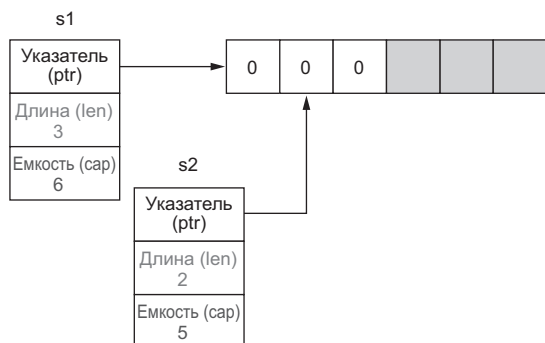 s1
Указатель
(ptr)
0 0 0
Длина (len)
3
Емкость (cap)
6
s2
Указатель
(ptr)
Длина (len)
2
Емкость (cap)
5